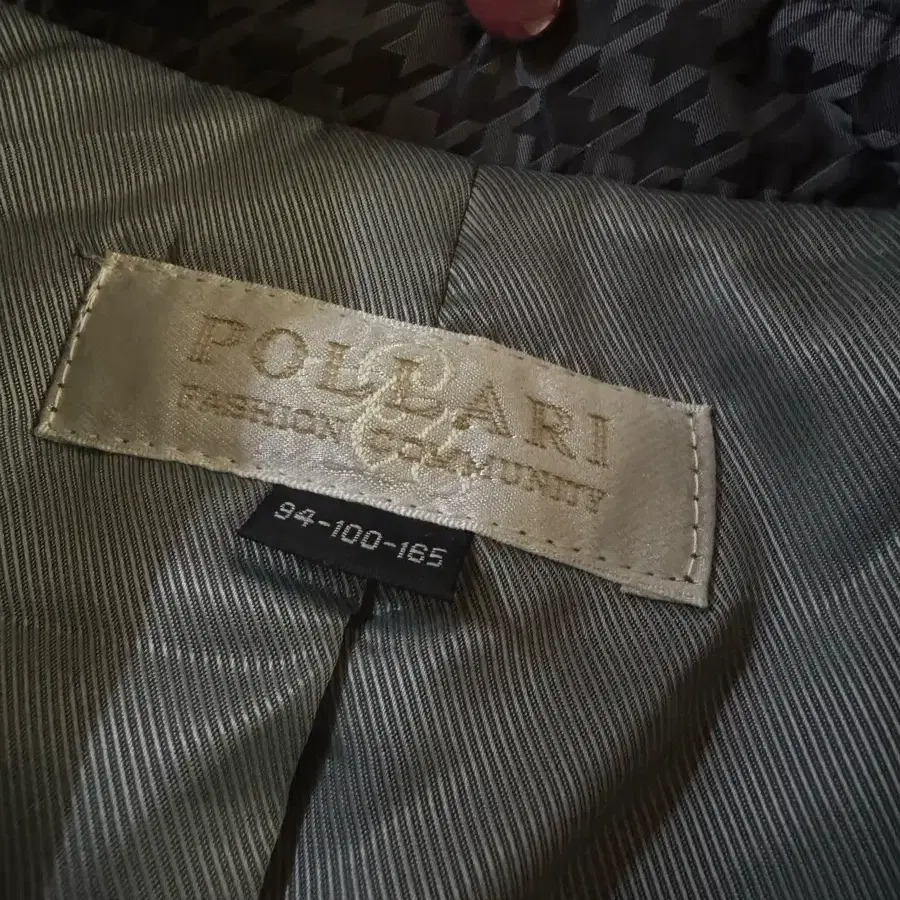 POLLARI
FASHION COMMUNITY
94-100-165